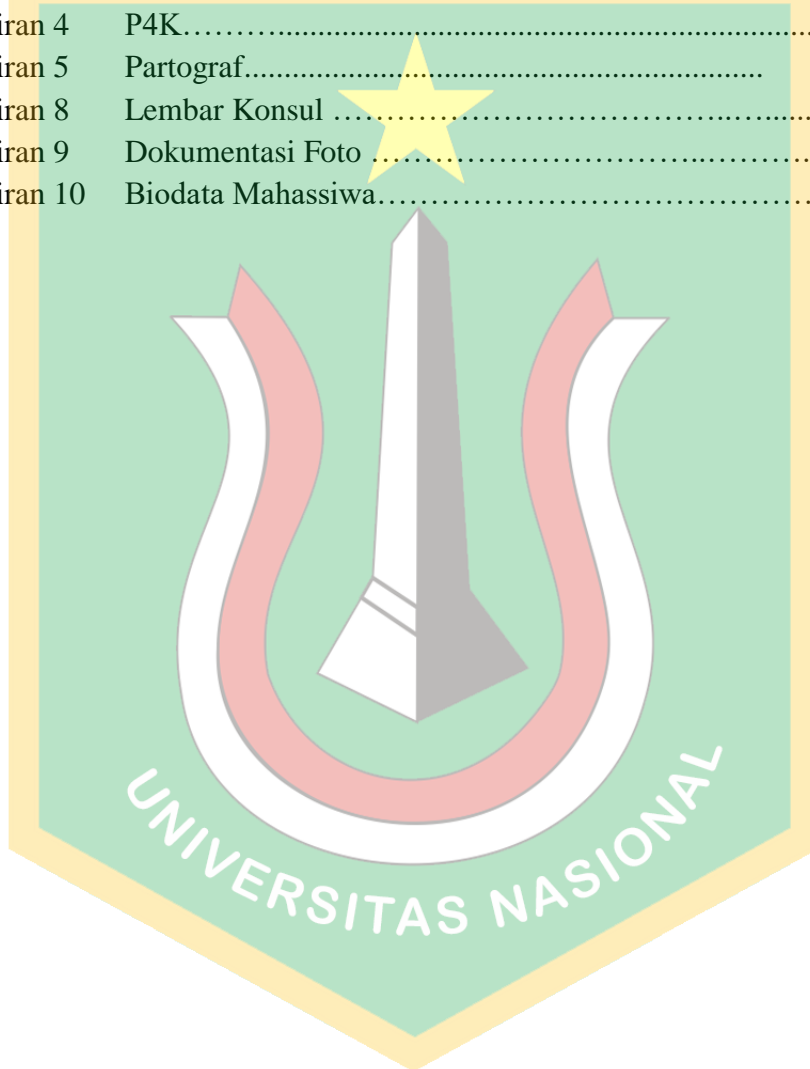 iran 4 P4K………..................................................................
iran 5 Partograf.................................................................
iran 8 Lembar Konsul ………………………………..…......
iran 9 Dokumentasi Foto …………………………..…………
iran 10 Biodata Mahassiwa……………………………………
UNIVERSITAS NASIONAL